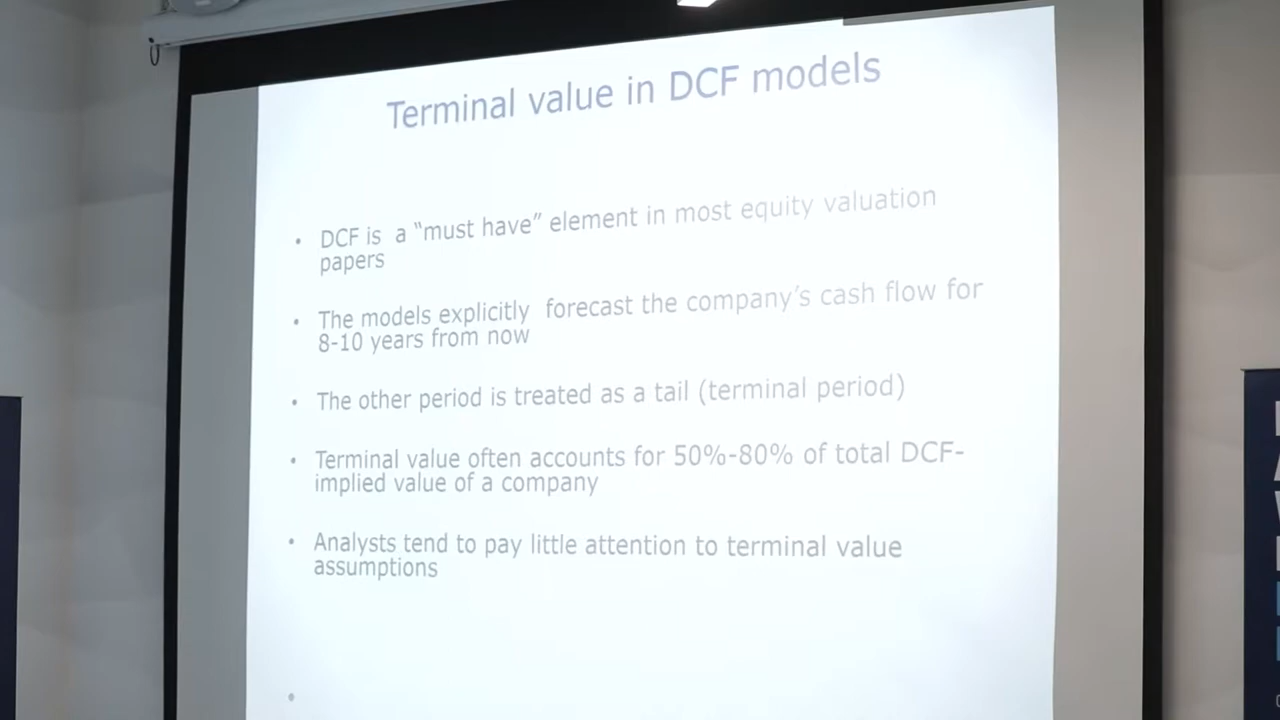 Terminal value in DCF models
• DCF is a “must have” element in most equity valuation
papers
• The models explicitly forecast the company’s cash flow for
8-10 years from now
• The other period is treated as a tail (terminal period)
• Terminal value often accounts for 50%-80% of total DCF-
implied value of a company
• Analysts tend to pay little attention to terminal value
assumptions
•